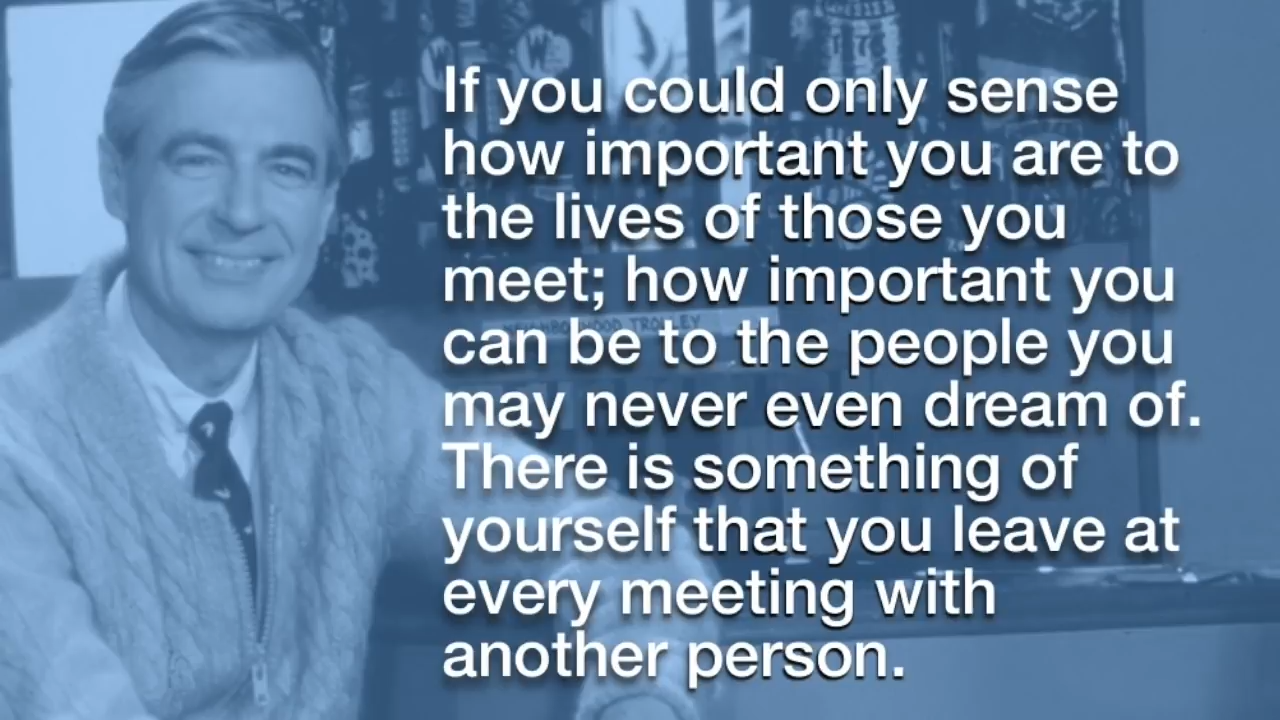 If you could only sense
how important you are to
the lives of those you
meet; how important you
can be to the people you
may never even dream of.
There is something of
yourself that you leave at
every meeting with
another person.
NEIGHBORHOOD TROLLEY
W